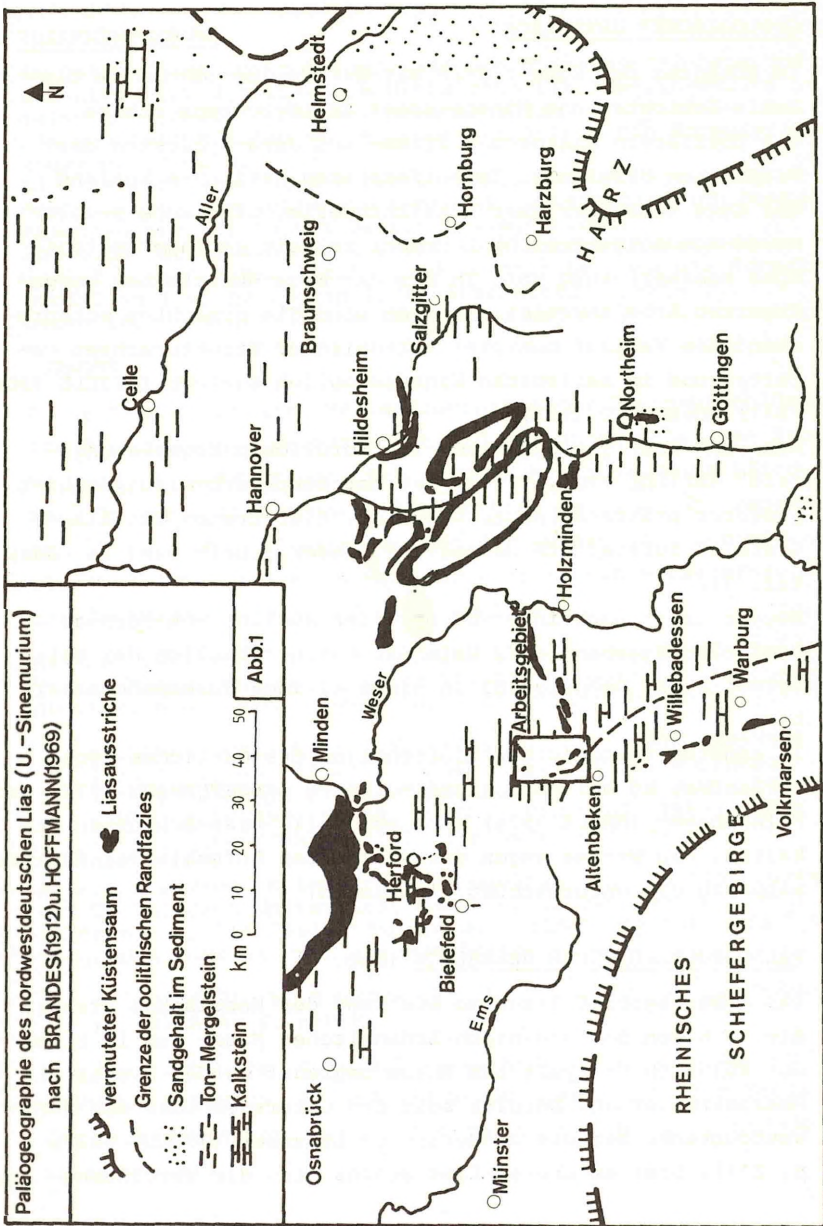 Paläogeographie des nordwestdeutschen Lias (U.-Sinemurium)
nach BRANDES(1912)u.HOFFMANN(1969)
vermuteter Küstensaum
Liasausstriche
Grenze der oolithischen Randfazies
Sandgehalt im Sediment
Ton-Mergelstein
Kalkstein
km 0 10 20 30 40 50
Abb.1
N
Aller
Celle
Helmstedt
Hannover
Braunschweig
Hildesheim
Salzgitter
Hornburg
Harzburg
HARZ
Osnabrück
Minden
Weser
Herford
Bielefeld
Holzminden
Northeim
Göttingen
Münster
Ems
Arbeitsgebiet
Altenbeken
Willebadessen
Warburg
Volkmarsen
RHEINISCHES
SCHIEFERGEBIRGE